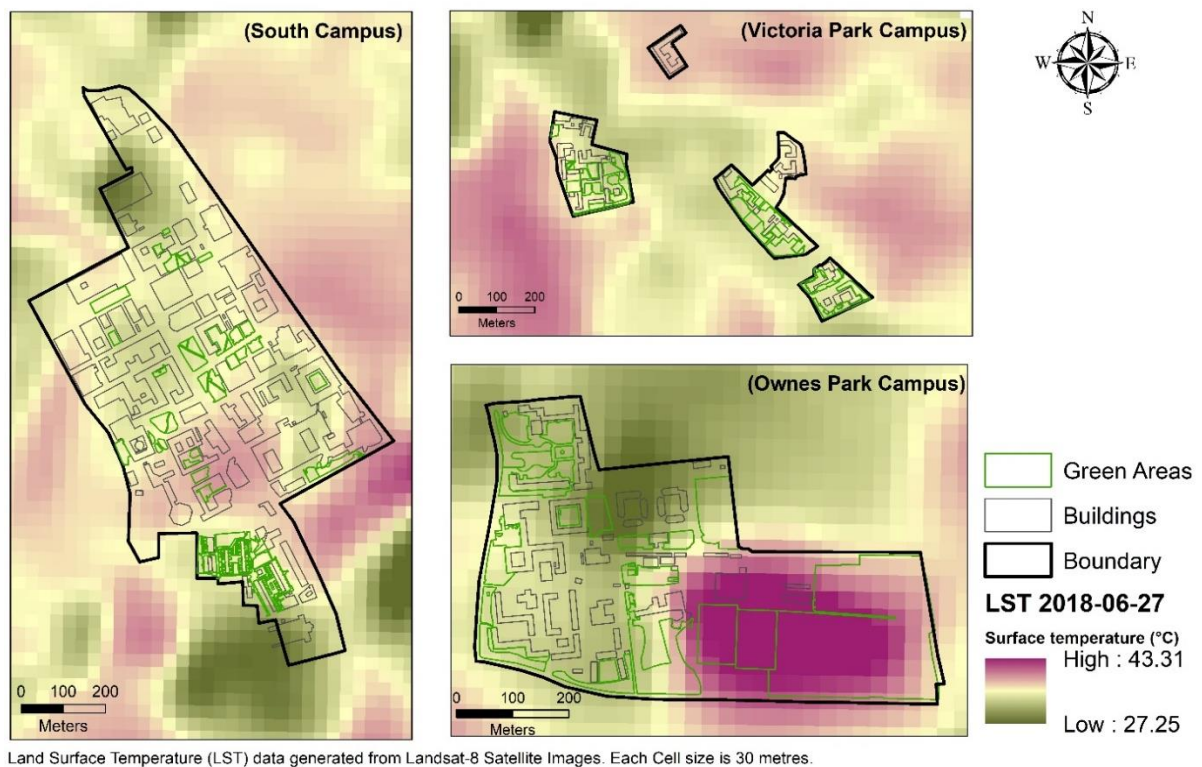 (South Campus)
0 100 200
Meters
(Victoria Park Campus)
0 100 200
Meters
(Ownes Park Campus)
0 100 200
Meters
N
W E
S
Green Areas
Buildings
Boundary
LST 2018-06-27
Surface temperature (°C)
High : 43.31
Low : 27.25
Land Surface Temperature (LST) data generated from Landsat-8 Satellite Images. Each Cell size is 30 metres.